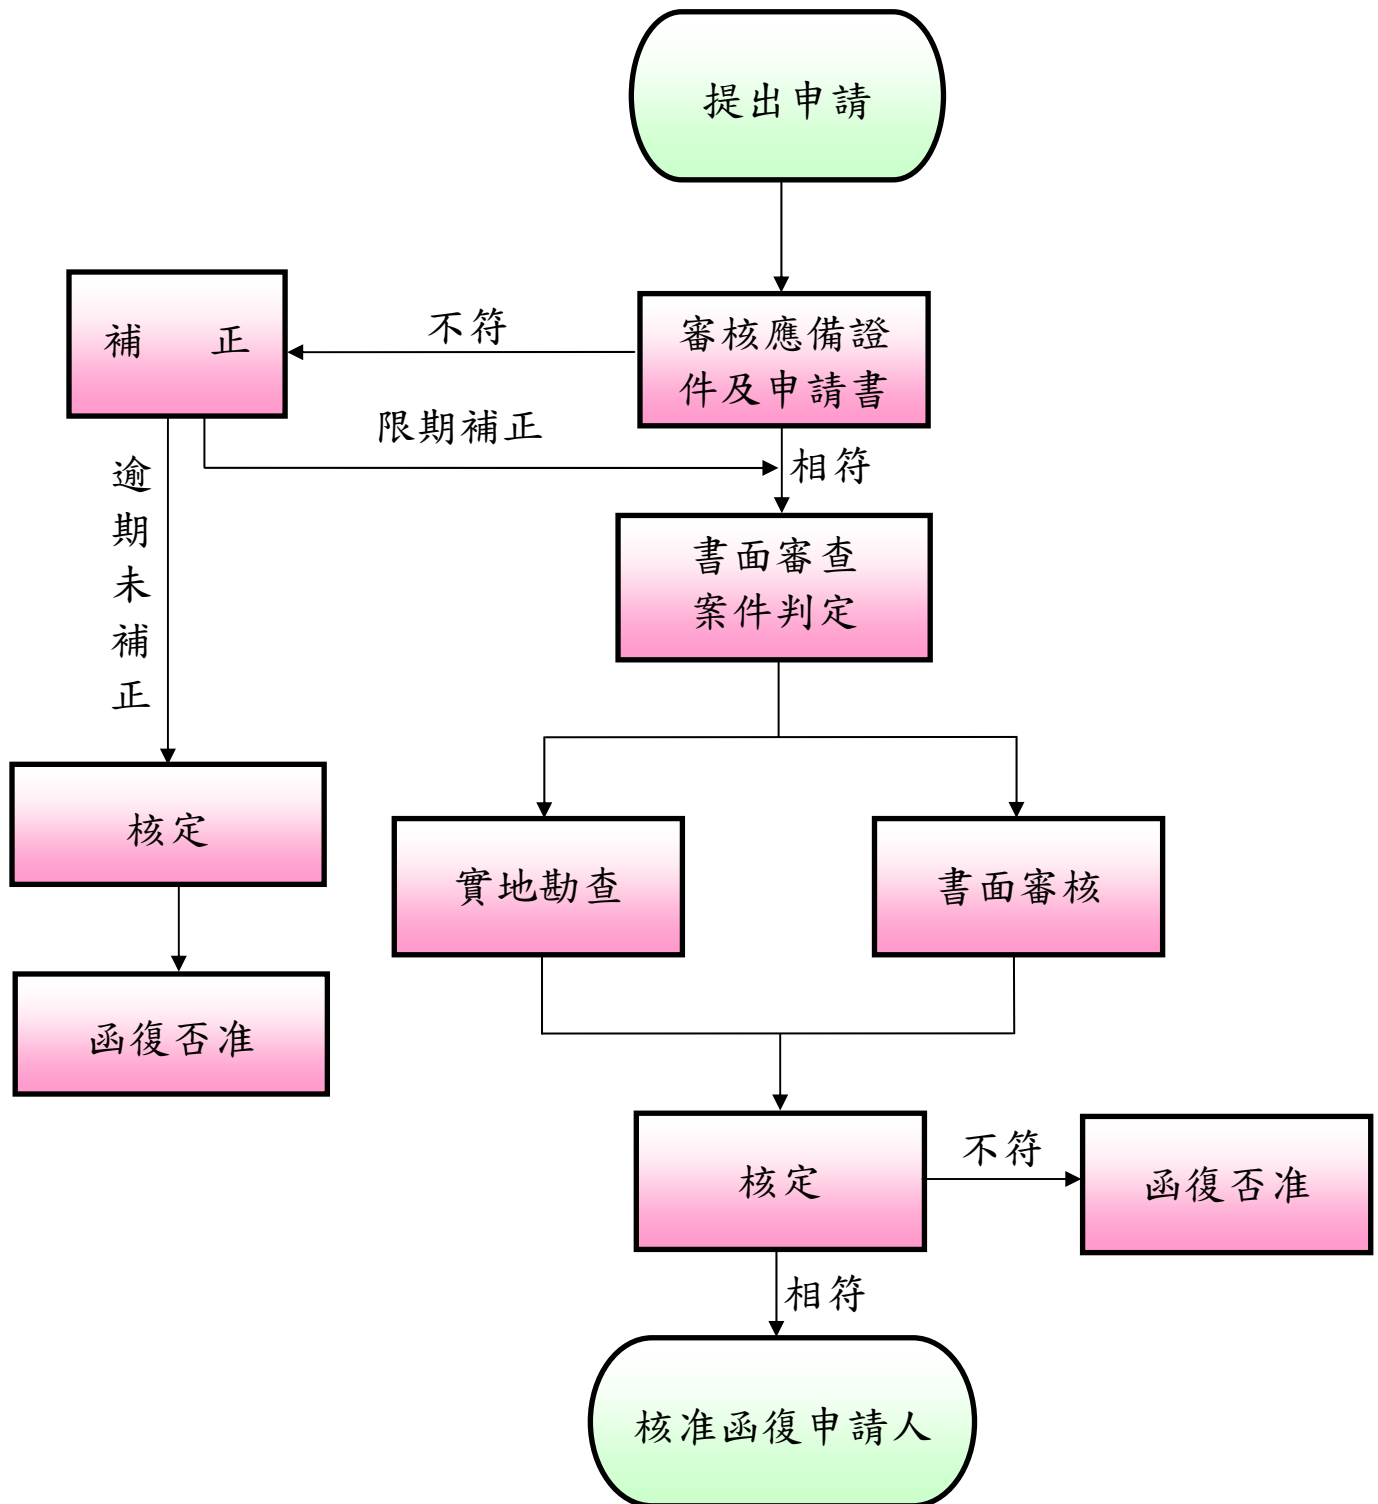 提出申請
不符
補　正
審核應備證
件及申請書
限期補正
相符
逾期未補正
書面審查
案件判定
核定
實地勘查
書面審核
函復否准
核定
不符
函復否准
相符
核准函復申請人